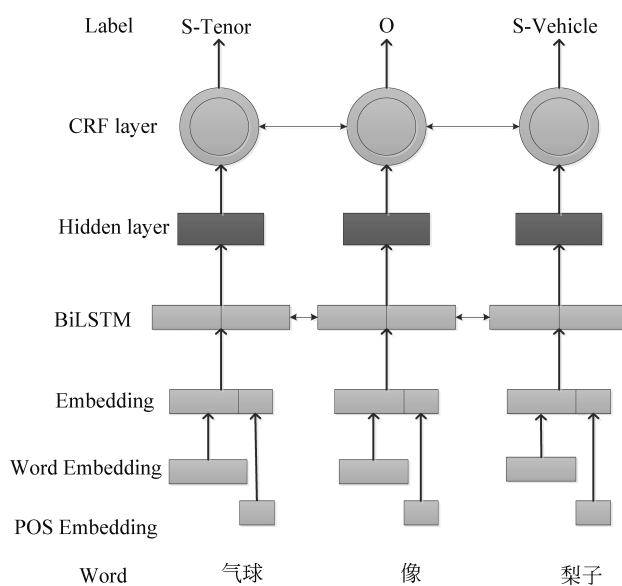 Label S-Tenor O S-Vehicle
CRF layer
Hidden layer
BiLSTM
Embedding
Word Embedding
POS Embedding
Word 气球 像 梨子